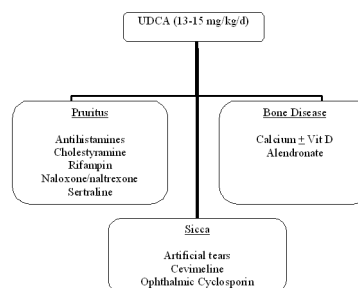 UDCA (13-15 mg/kg/d)
Pruritus
Antihistamines
Cholestyramine
Rifampin
Naloxone/naltrexone
Sertraline
Bone Disease
Calcium ± Vit D
Alendronate
Sicca
Artificial tears
Cevimeline
Ophthalmic Cyclosporin